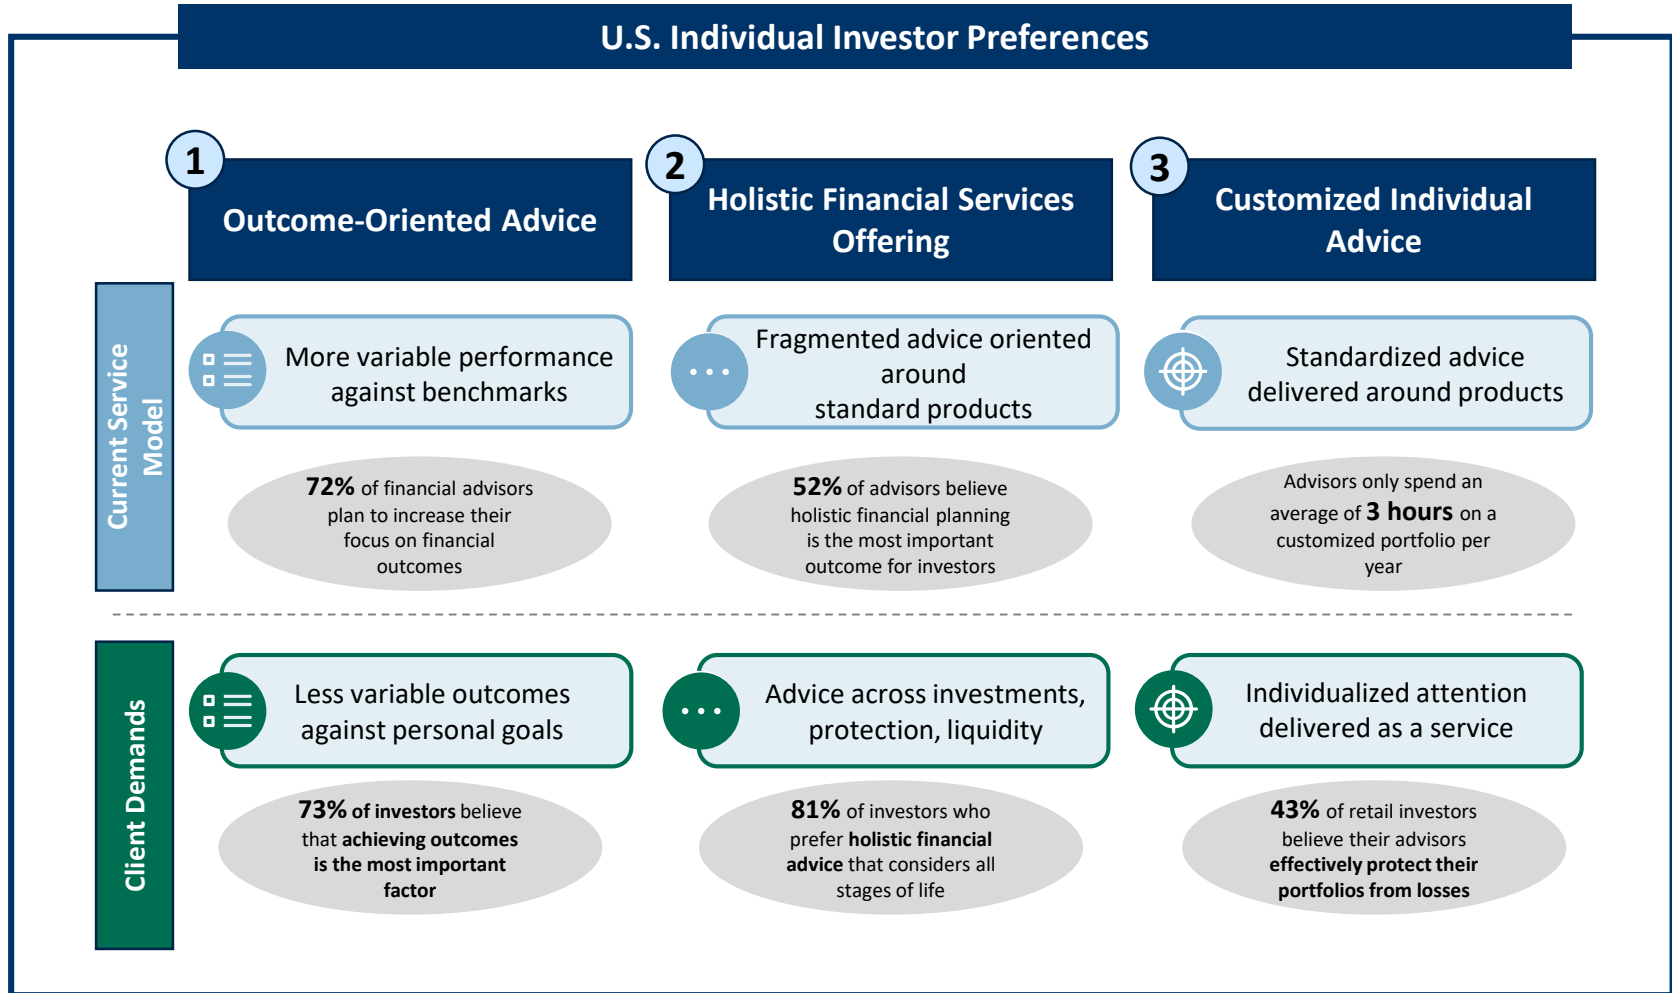 U.S. Individual Investor Preferences
1
Outcome-Oriented Advice
2
Holistic Financial Services
Offering
3
Customized Individual
Advice
Current Service
Model
More variable performance
against benchmarks
Fragmented advice oriented
around
standard products
Standardized advice
delivered around products
72% of financial advisors
plan to increase their
focus on financial
outcomes
52% of advisors believe
holistic financial planning
is the most important
outcome for investors
Advisors only spend an
average of 3 hours on a
customized portfolio per
year
Client Demands
Less variable outcomes
against personal goals
Advice across investments,
protection, liquidity
Individualized attention
delivered as a service
73% of investors believe
that achieving outcomes
is the most important
factor
81% of investors who
prefer holistic financial
advice that considers all
stages of life
43% of retail investors
believe their advisors
effectively protect their
portfolios from losses